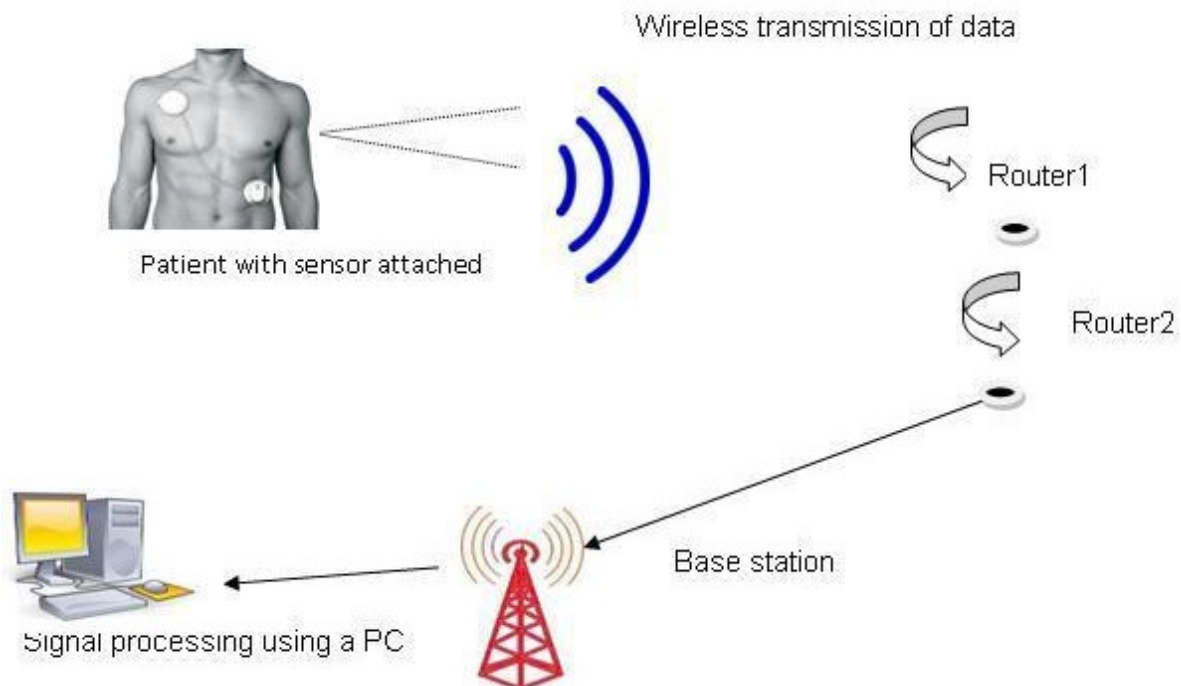 Wireless transmission of data
Router1
Patient with sensor attached
Router2
Base station
Signal processing using a PC